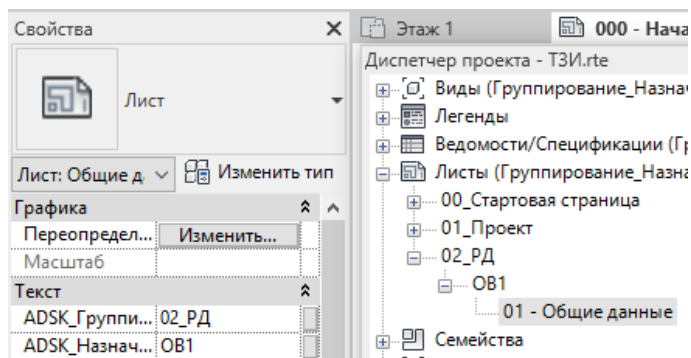 Свойства
Лист
Лист: Общие д
Изменить тип
Графика
Переопредел... Изменить...
Масштаб
Текст
ADSK_Группи... 02_РД
ADSK_Назнач... ОВ1
Этаж 1
000 - Нача
Диспетчер проекта - ТЗИ.rte
Виды (Группирование_Назнач
Легенды
Ведомости/Спецификации (Гр
Листы (Группирование_Назна
00_Стартовая страница
01_Проект
02_РД
ОВ1
01 - Общие данные
Семейства